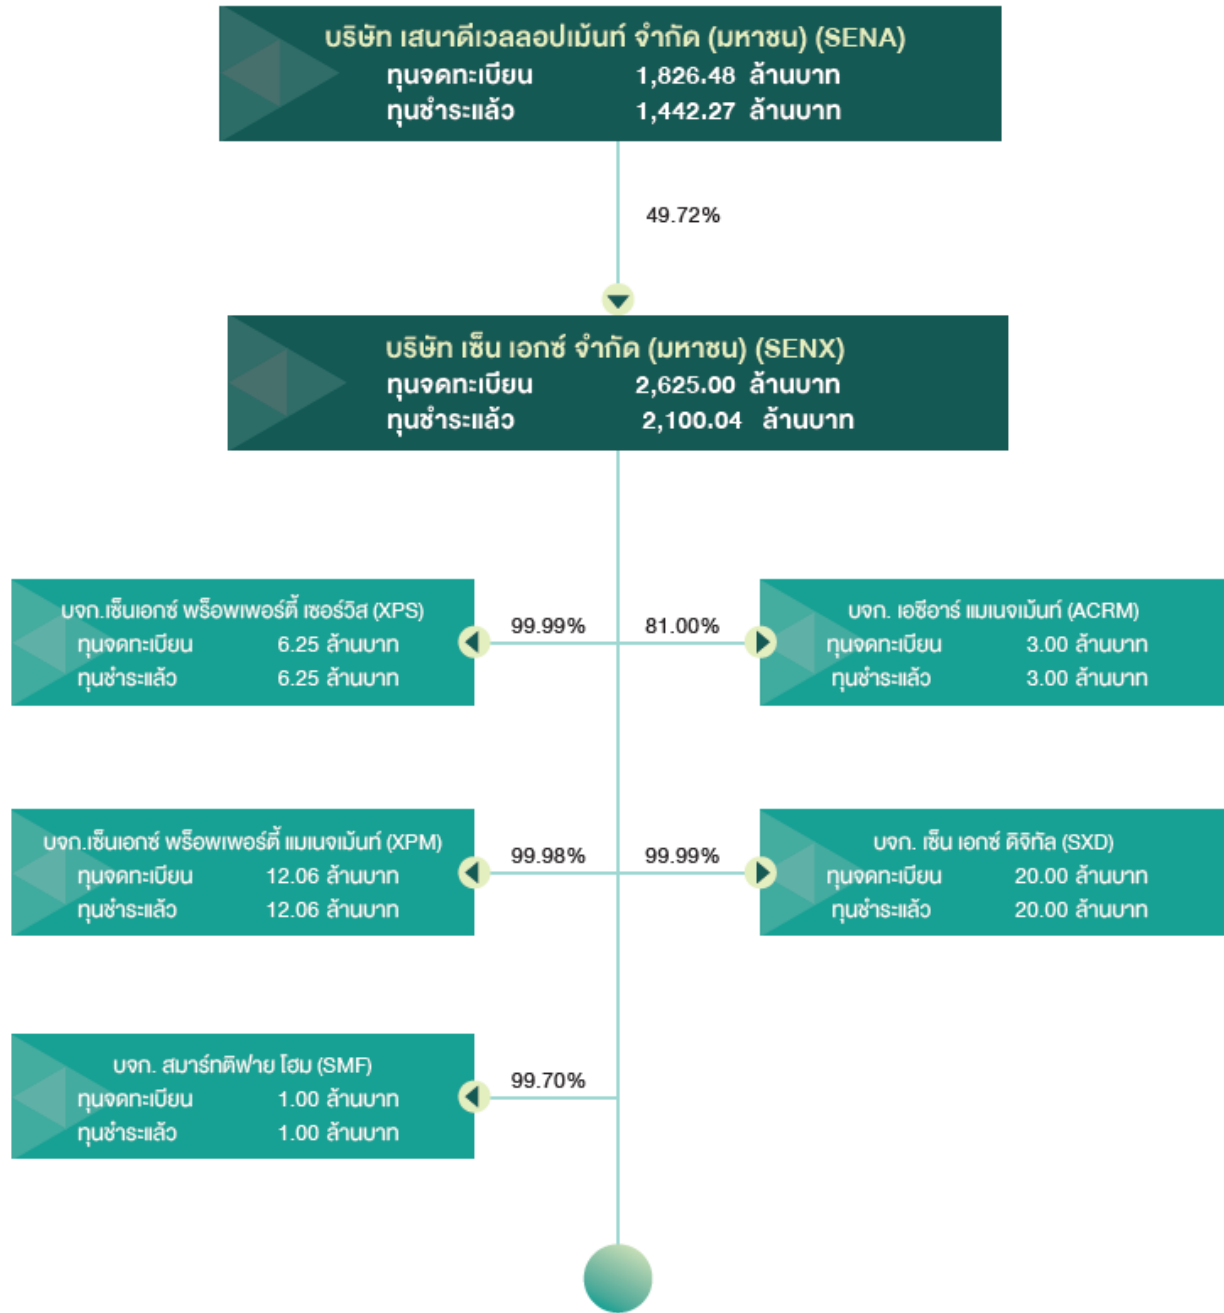 บริษัท เสนาดีเวลลอปเม้นท์ จำกัด (มหาชน) (SENA)
ทุนจดทะเบียน 1,826.48 ล้านบาท
ทุนชำระแล้ว 1,442.27 ล้านบาท
49.72%
บริษัท เซ็น เอกซ์ จำกัด (มหาชน) (SENX)
ทุนจดทะเบียน 2,625.00 ล้านบาท
ทุนชำระแล้ว 2,100.04 ล้านบาท
บจก.เซ็นเอกซ์ พร็อพเพอร์ตี้ เซอร์วิส (XPS)
ทุนจดทะเบียน 6.25 ล้านบาท
ทุนชำระแล้ว 6.25 ล้านบาท
99.99%
81.00%
บจก. เอซีอาร์ แมเนจเม้นท์ (ACRM)
ทุนจดทะเบียน 3.00 ล้านบาท
ทุนชำระแล้ว 3.00 ล้านบาท
บจก.เซ็นเอกซ์ พร็อพเพอร์ตี้ แมเนจเม้นท์ (XPM)
ทุนจดทะเบียน 12.06 ล้านบาท
ทุนชำระแล้ว 12.06 ล้านบาท
99.98%
99.99%
บจก. เซ็น เอกซ์ ดิจิทัล (SXD)
ทุนจดทะเบียน 20.00 ล้านบาท
ทุนชำระแล้ว 20.00 ล้านบาท
บจก. สมาร์ทติฟาย โฮม (SMF)
ทุนจดทะเบียน 1.00 ล้านบาท
ทุนชำระแล้ว 1.00 ล้านบาท
99.70%